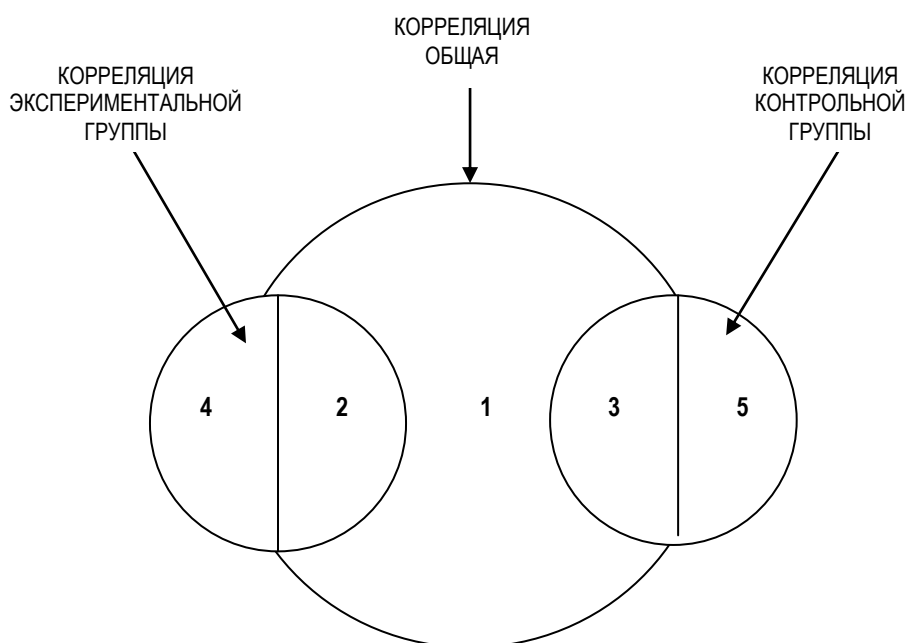 КОРРЕЛЯЦИЯ
ОБЩАЯ
КОРРЕЛЯЦИЯ
ЭКСПЕРИМЕНТАЛЬНОЙ
ГРУППЫ
КОРРЕЛЯЦИЯ
КОНТРОЛЬНОЙ
ГРУППЫ
4 2 1 3 5